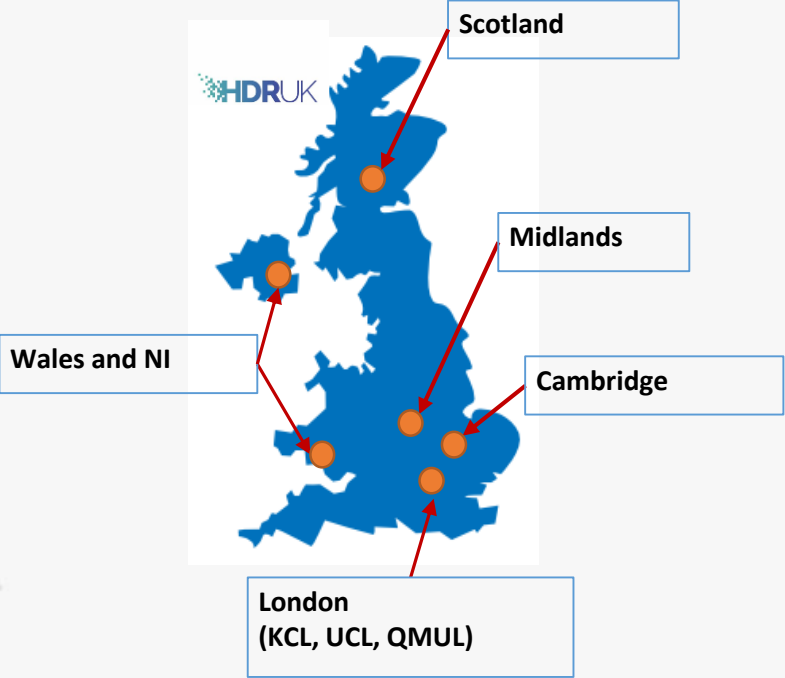 Scotland
HDRUK
Midlands
Wales and NI
Cambridge
London
(KCL, UCL, QMUL)